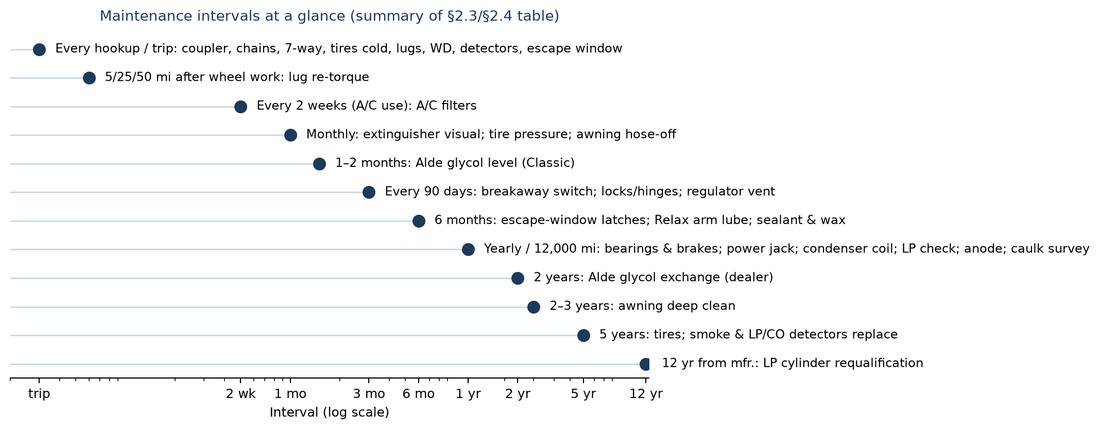 Maintenance intervals at a glance (summary of §2.3/§2.4 table)
Every hookup / trip: coupler, chains, 7-way, tires cold, lugs, WD, detectors, escape window
5/25/50 mi after wheel work: lug re-torque
Every 2 weeks (A/C use): A/C filters
Monthly: extinguisher visual; tire pressure; awning hose-off
1–2 months: Alde glycol level (Classic)
Every 90 days: breakaway switch; locks/hinges; regulator vent
6 months: escape-window latches; Relax arm lube; sealant & wax
Yearly / 12,000 mi: bearings & brakes; power jack; condenser coil; LP check; anode; caulk survey
2 years: Alde glycol exchange (dealer)
2–3 years: awning deep clean
5 years: tires; smoke & LP/CO detectors replace
12 yr from mfr.: LP cylinder requalification
trip 2 wk 1 mo 3 mo 6 mo 1 yr 2 yr 5 yr 12 yr
Interval (log scale)